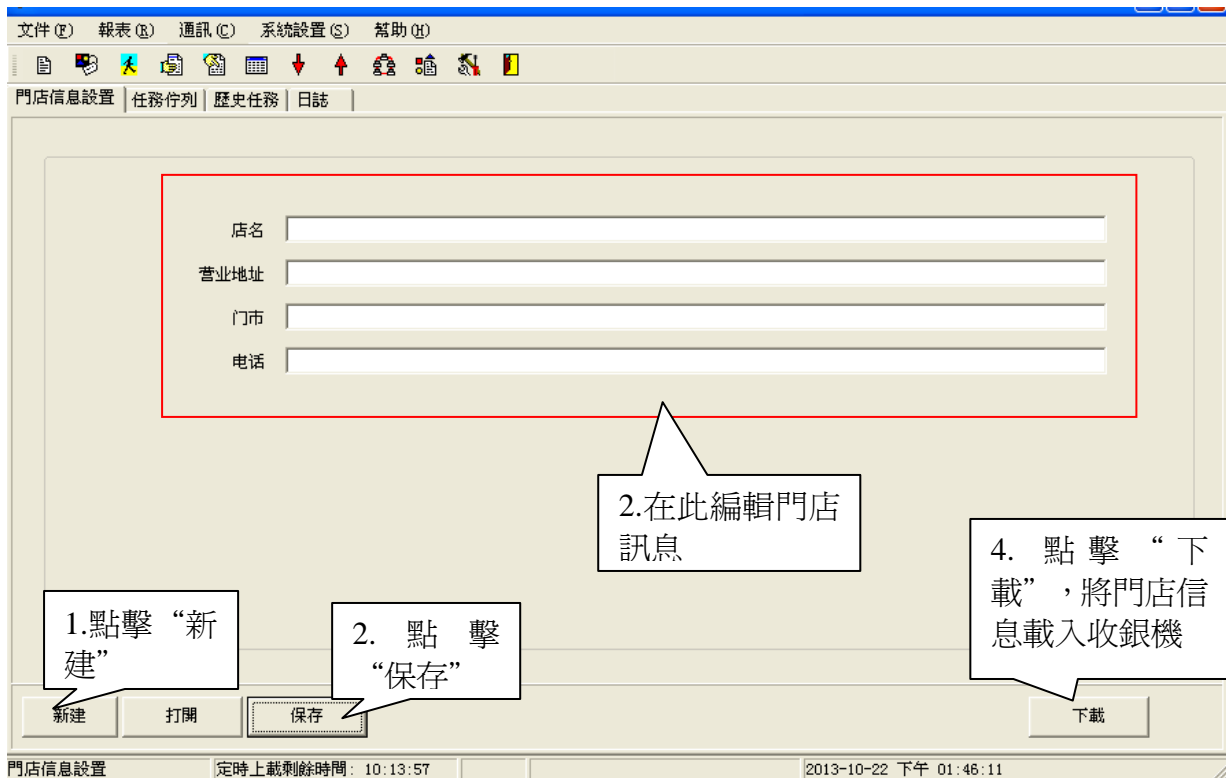 文件(F) 報表(R) 通訊(C) 系統設置(S) 幫助(H)
門店信息設置 任務佇列 歷史任務 日誌
店名
营业地址
门市
电话
2.在此編輯門店
訊息
4. 點擊“下
載”，將門店信
息載入收銀機
1.點擊“新
建”
2. 點擊
“保存”
新建 打開 保存 下載
門店信息設置 定時上載剩餘時間: 10:13:57 2013-10-22 下午 01:46:11